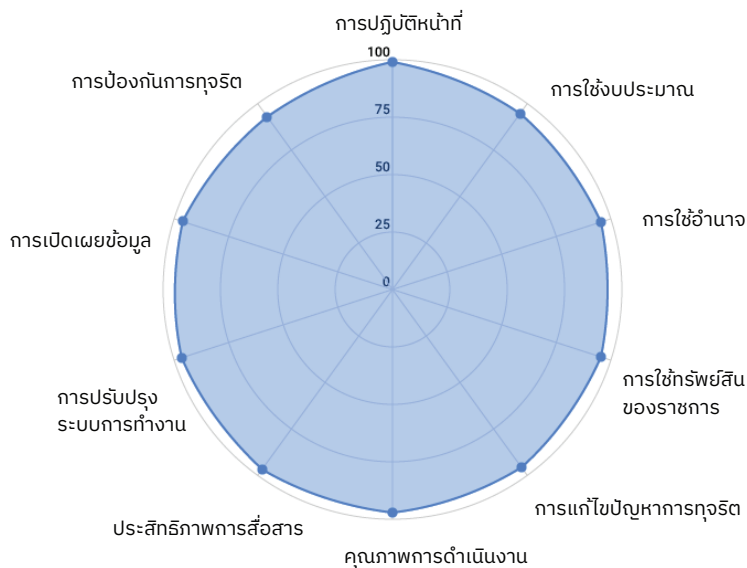 การปฏิบัติหน้าที่
100
การป้องกันการทุจริต
การใช้งบประมาณ
75
50
การใช้อำนาจ
การเปิดเผยข้อมูล
25
0
การใช้ทรัพย์สิน
ของราชการ
การปรับปรุง
ระบบการทำงาน
การแก้ไขปัญหาการทุจริต
ประสิทธิภาพการสื่อสาร
คุณภาพการดำเนินงาน